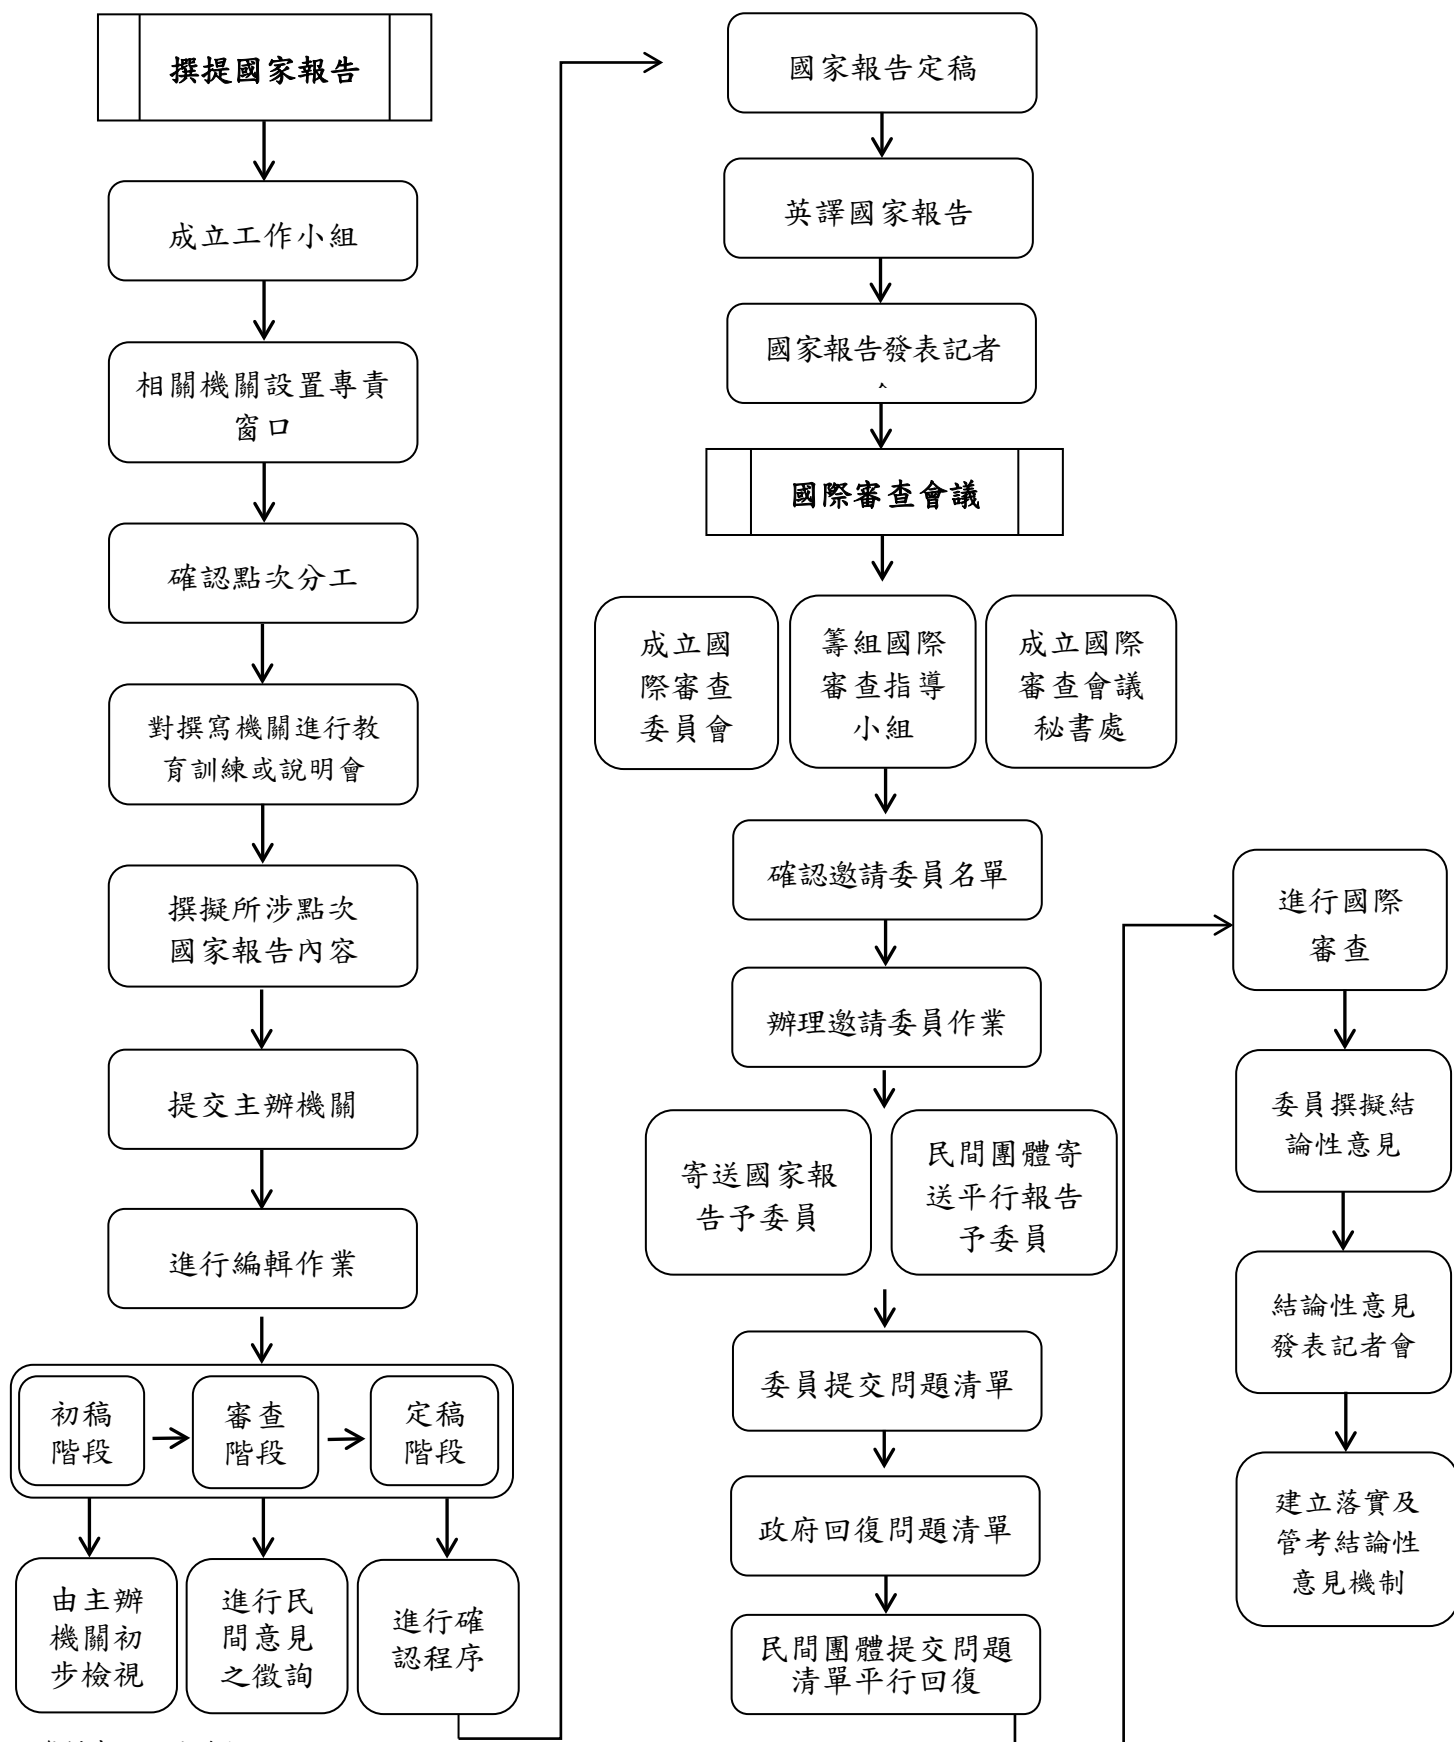 撰提國家報告
成立工作小組
相關機關設置專責
窗口
確認點次分工
對撰寫機關進行教
育訓練或說明會
撰擬所涉點次
國家報告內容
提交主辦機關
進行編輯作業
初稿
階段
審查
階段
定稿
階段
由主辦
機關初
步檢視
進行民
間意見
之徵詢
進行確
認程序
國家報告定稿
英譯國家報告
國家報告發表記者
國際審查會議
成立國
際審查
委員會
籌組國際
審查指導
小組
成立國際
審查會議
秘書處
確認邀請委員名單
辦理邀請委員作業
寄送國家報
告予委員
民間團體寄
送平行報告
予委員
委員提交問題清單
政府回復問題清單
民間團體提交問題
清單平行回復
進行國際
審查
委員撰擬結
論性意見
結論性意見
發表記者會
建立落實及
管考結論性
意見機制